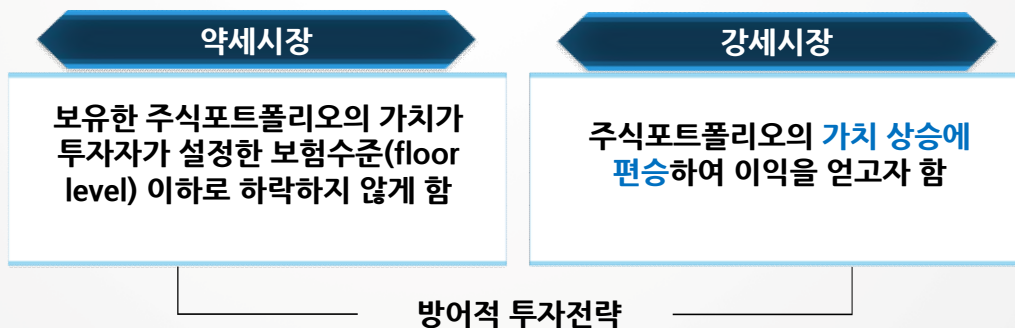 약세시장
보유한 주식포트폴리오의 가치가
투자자가 설정한 보험수준(floor
level) 이하로 하락하지 않게 함
강세시장
주식포트폴리오의 가치 상승에
편승하여 이익을 얻고자 함
방어적 투자전략